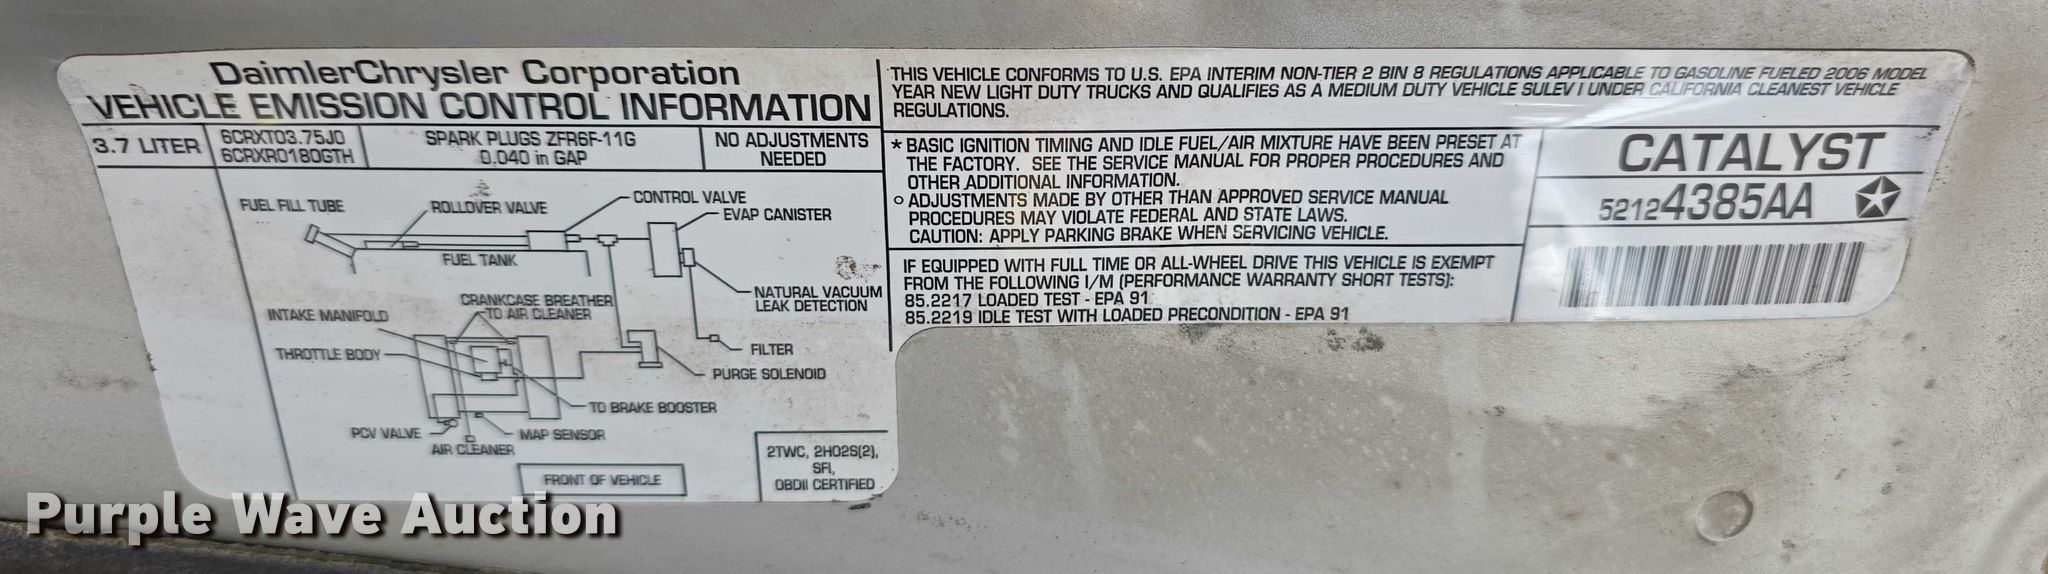 DaimlerChrysler Corporation
VEHICLE EMISSION CONTROL INFORMATION
3.7 LITER
6CRXT03.75J0
6CRXR0180GTH
SPARK PLUGS ZFR6F-11G
0.040 in GAP
NO ADJUSTMENTS
NEEDED
FUEL FILL TUBE
ROLLOVER VALVE
CONTROL VALVE
EVAP CANISTER
FUEL TANK
NATURAL VACUUM
LEAK DETECTION
CRANKCASE BREATHER
TO AIR CLEANER
INTAKE MANIFOLD
THROTTLE BODY
FILTER
PURGE SOLENOID
TO BRAKE BOOSTER
PCV VALVE
MAP SENSOR
AIR CLEANER
FRONT OF VEHICLE
2TWC, 2HO2S(2),
SFI,
OBDII CERTIFIED
THIS VEHICLE CONFORMS TO U.S. EPA INTERIM NON-TIER 2 BIN 8 REGULATIONS APPLICABLE TO GASOLINE FUELED 2006 MODEL
YEAR NEW LIGHT DUTY TRUCKS AND QUALIFIES AS A MEDIUM DUTY VEHICLE SULEV I UNDER CALIFORNIA CLEANEST VEHICLE
REGULATIONS.
* BASIC IGNITION TIMING AND IDLE FUEL/AIR MIXTURE HAVE BEEN PRESET AT
THE FACTORY. SEE THE SERVICE MANUAL FOR PROPER PROCEDURES AND
OTHER ADDITIONAL INFORMATION.
○ ADJUSTMENTS MADE BY OTHER THAN APPROVED SERVICE MANUAL
PROCEDURES MAY VIOLATE FEDERAL AND STATE LAWS.
CAUTION: APPLY PARKING BRAKE WHEN SERVICING VEHICLE.
IF EQUIPPED WITH FULL TIME OR ALL-WHEEL DRIVE THIS VEHICLE IS EXEMPT
FROM THE FOLLOWING I/M (PERFORMANCE WARRANTY SHORT TESTS):
85.2217 LOADED TEST - EPA 91
85.2219 IDLE TEST WITH LOADED PRECONDITION - EPA 91
CATALYST
52124385AA
Purple Wave Auction